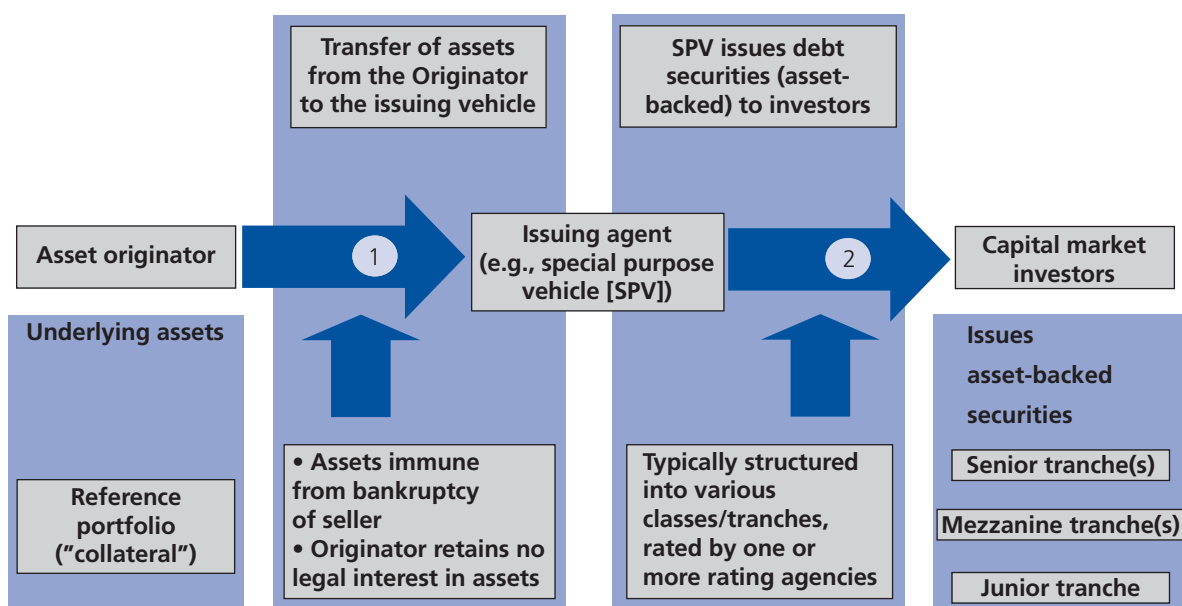 Transfer of assets
from the Originator
to the issuing vehicle
SPV issues debt
securities (asset-
backed) to investors
Asset originator
1
Issuing agent
(e.g., special purpose
vehicle [SPV])
2
Capital market
investors
Underlying assets
Reference
portfolio
("collateral")
• Assets immune
from bankruptcy
of seller
• Originator retains no
legal interest in assets
Typically structured
into various
classes/tranches,
rated by one or
more rating agencies
Issues
asset-backed
securities
Senior tranche(s)
Mezzanine tranche(s)
Junior tranche